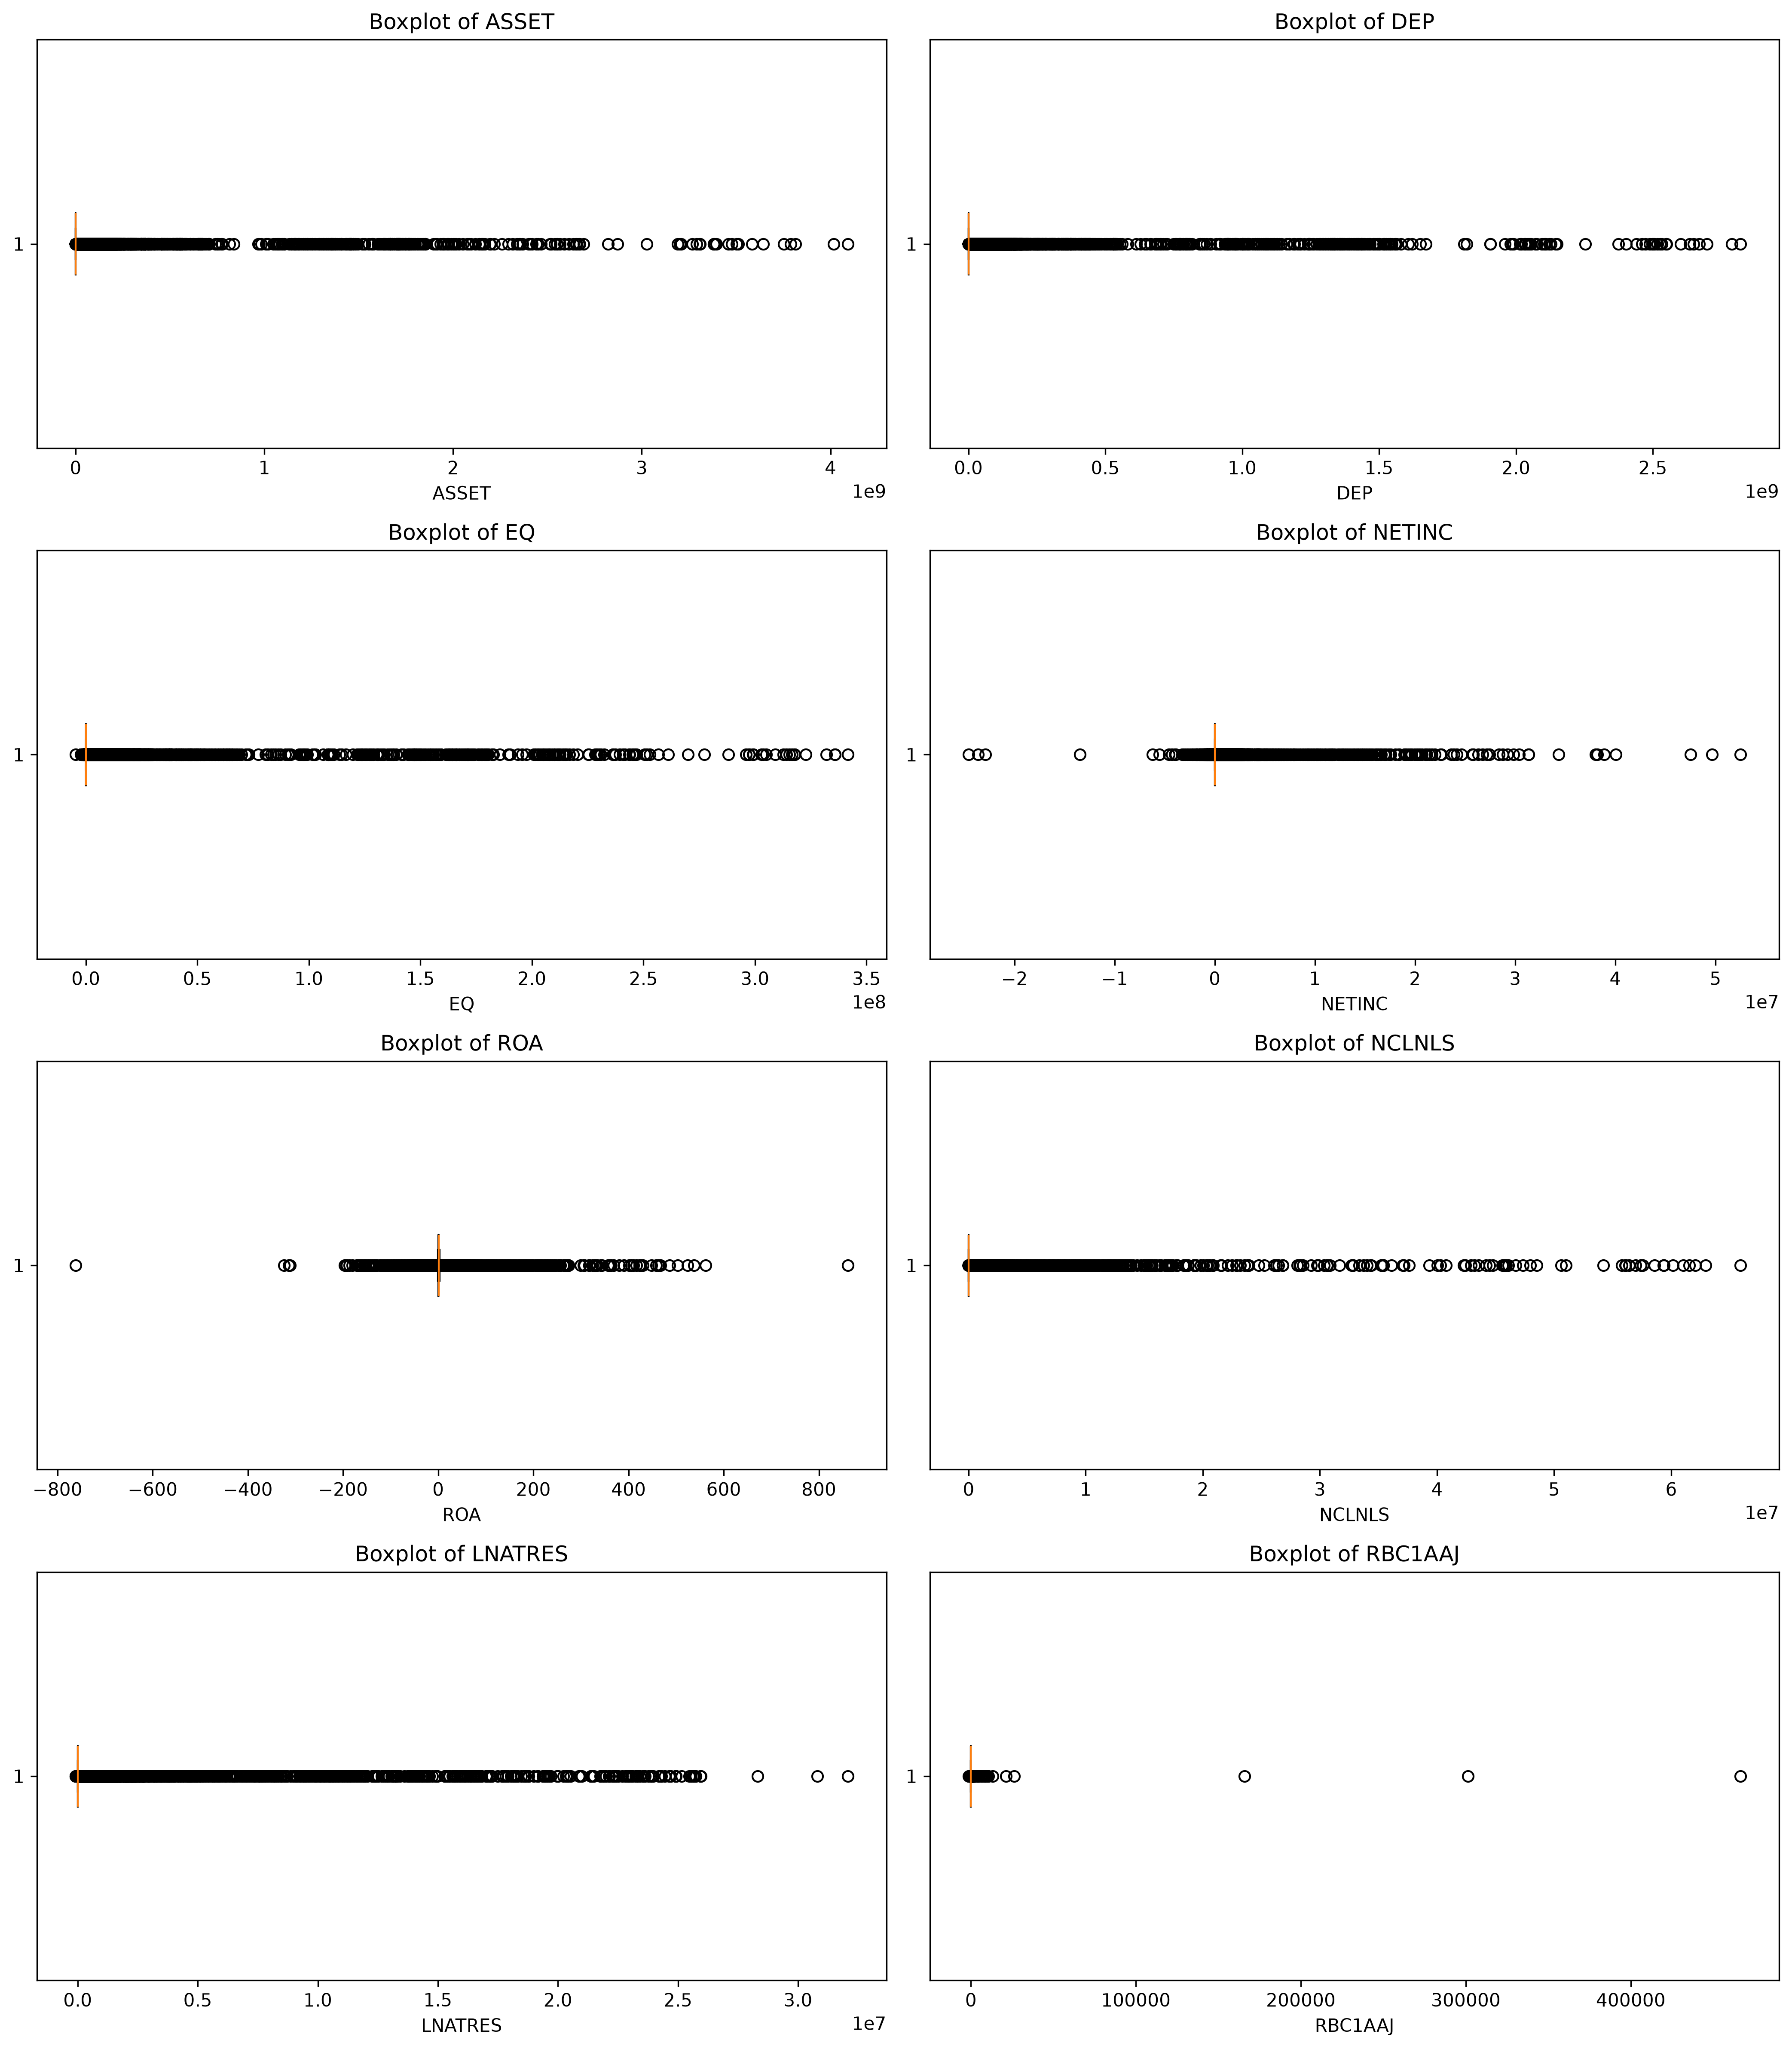 Boxplot of ASSET
1
0 1 2 3 4
1e9
ASSET
Boxplot of DEP
1
0.0 0.5 1.0 1.5 2.0 2.5
1e9
DEP
Boxplot of EQ
1
0.0 0.5 1.0 1.5 2.0 2.5 3.0 3.5
1e8
EQ
Boxplot of NETINC
1
−2 −1 0 1 2 3 4 5
1e7
NETINC
Boxplot of ROA
1
−800 −600 −400 −200 0 200 400 600 800
ROA
Boxplot of NCLNLS
1
0 1 2 3 4 5 6
1e7
NCLNLS
Boxplot of LNATRES
1
0.0 0.5 1.0 1.5 2.0 2.5 3.0
1e7
LNATRES
Boxplot of RBC1AAJ
1
0 100000 200000 300000 400000
RBC1AAJ